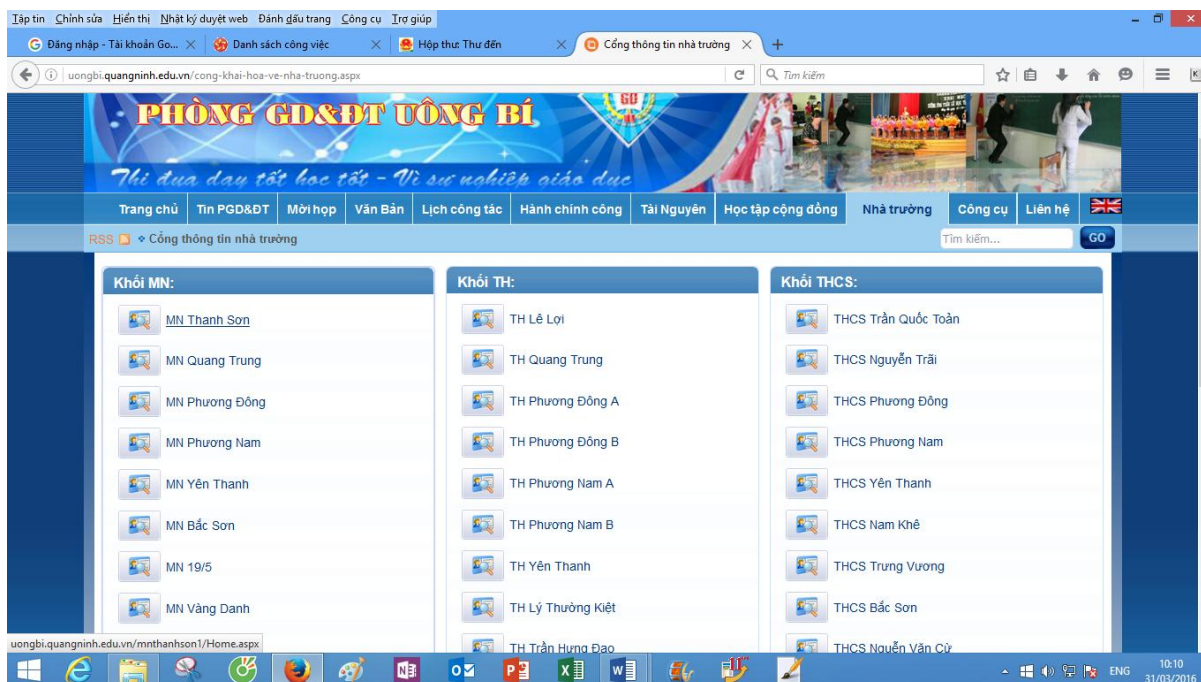 Tập tin Chỉnh sửa Hiển thị Nhật ký duyệt web Đánh dấu trang Công cụ Trợ giúp
Đăng nhập - Tài khoản Go... Danh sách công việc Hộp thư: Thư đến Cổng thông tin nhà trường
uongbi.quangninh.edu.vn/cong-khai-hoa-ve-nha-truong.aspx Tìm kiếm
PHÒNG GD&ĐT UÔNG BÍ
GD
Thi đua dạy tốt học tốt - Vì sự nghiệp giáo dục
Trang chủ Tin PGD&ĐT Mời họp Văn Bản Lịch công tác Hành chính công Tài Nguyên Học tập cộng đồng Nhà trường Công cụ Liên hệ
RSS Cổng thông tin nhà trường Tìm kiếm... GO
Khối MN: Khối TH: Khối THCS:
MN Thanh Sơn TH Lê Lợi THCS Trần Quốc Toản
MN Quang Trung TH Quang Trung THCS Nguyễn Trãi
MN Phương Đông TH Phương Đông A THCS Phương Đông
MN Phương Nam TH Phương Đông B THCS Phương Nam
MN Yên Thanh TH Phương Nam A THCS Yên Thanh
MN Bắc Sơn TH Phương Nam B THCS Nam Khê
MN 19/5 TH Yên Thanh THCS Trưng Vương
MN Vàng Danh TH Lý Thường Kiệt THCS Bắc Sơn
TH Trần Hưng Đạo THCS Nguyễn Văn Cừ
uongbi.quangninh.edu.vn/mnthanhson1/Home.aspx
ENG 10:10
31/03/2016